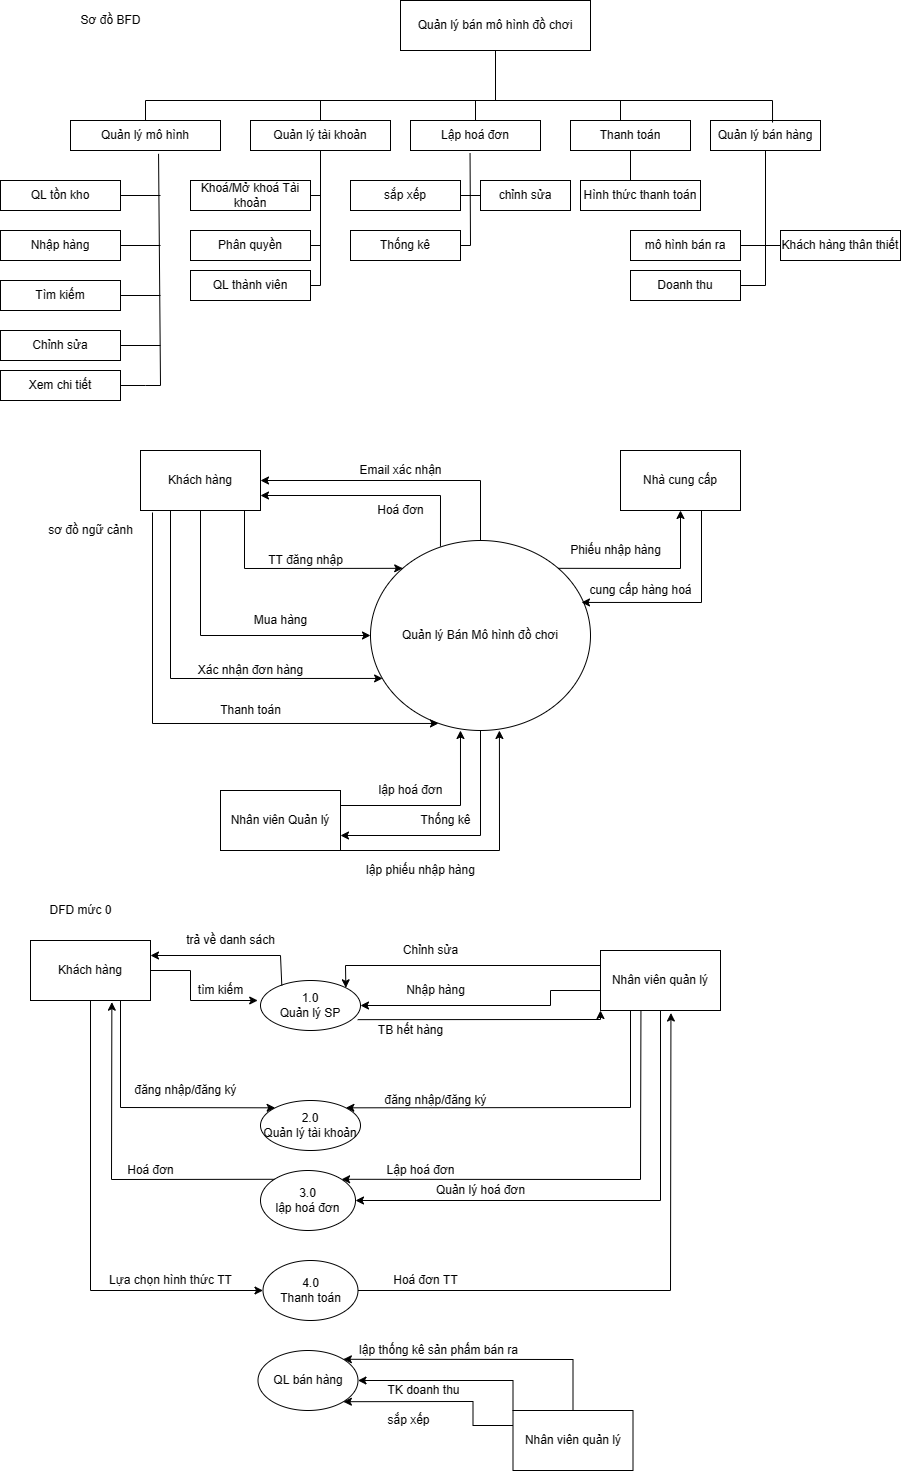 Sơ đồ BFD
Quản lý bán mô hình đồ chơi
Quản lý mô hình
Quản lý tài khoản
Lập hoá đơn
Thanh toán
Quản lý bán hàng
QL tồn kho
Khoá/Mở khoá Tài
khoản
sắp xếp
chỉnh sửa
Hình thức thanh toán
Nhập hàng
Phân quyền
Thống kê
mô hình bán ra
Khách hàng thân thiết
Tìm kiếm
QL thành viên
Doanh thu
Chỉnh sửa
Xem chi tiết
Khách hàng
Email xác nhận
Nhà cung cấp
Hoá đơn
sơ đồ ngữ cảnh
TT đăng nhập
Phiếu nhập hàng
cung cấp hàng hoá
Mua hàng
Quản lý Bán Mô hình đồ chơi
Xác nhận đơn hàng
Thanh toán
lập hoá đơn
Nhân viên Quản lý
Thống kê
lập phiếu nhập hàng
DFD mức 0
trả về danh sách
Chỉnh sửa
Khách hàng
Nhân viên quản lý
tìm kiếm
1.0
Quản lý SP
Nhập hàng
TB hết hàng
đăng nhập/đăng ký
đăng nhập/đăng ký
2.0
Quản lý tài khoản
Hoá đơn
Lập hoá đơn
3.0
lập hoá đơn
Quản lý hoá đơn
Lựa chọn hình thức TT
4.0
Thanh toán
Hoá đơn TT
lập thống kê sản phẩm bán ra
QL bán hàng
TK doanh thu
sắp xếp
Nhân viên quản lý